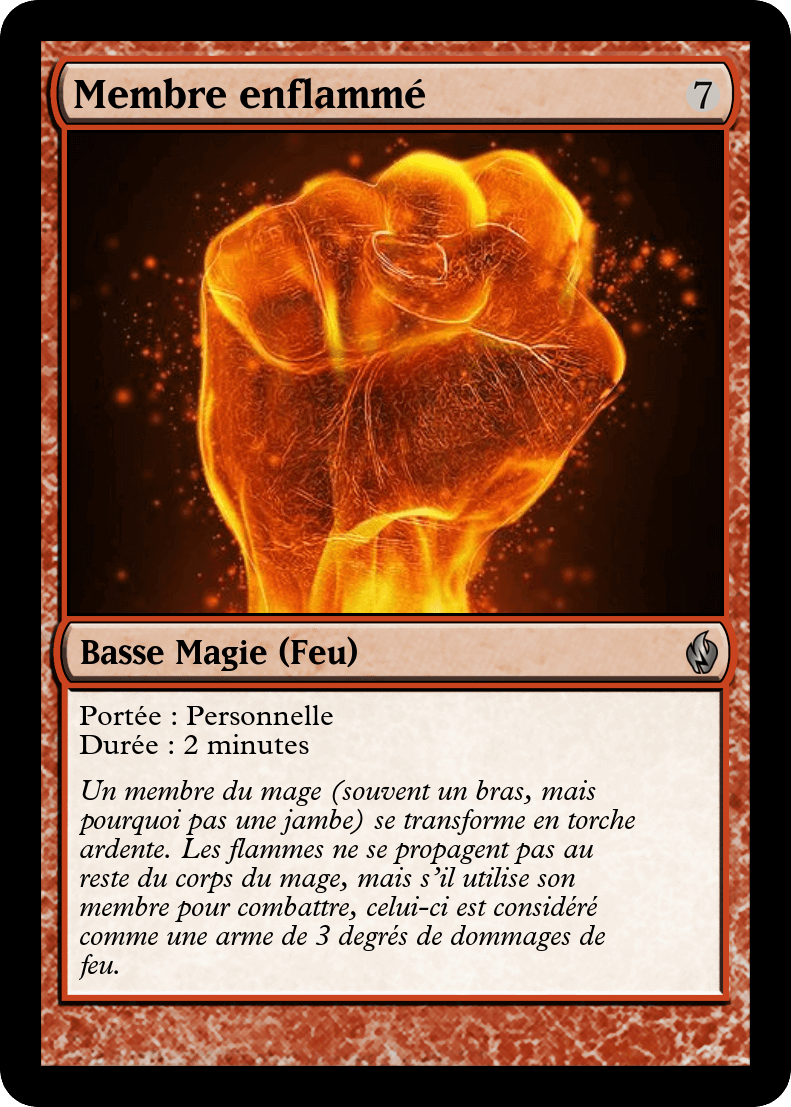 Membre enflammé
7
Basse Magie (Feu)
Portée : Personnelle
Durée : 2 minutes
Un membre du mage (souvent un bras, mais
pourquoi pas une jambe) se transforme en torche
ardente. Les flammes ne se propagent pas au
reste du corps du mage, mais s'il utilise son
membre pour combattre, celui-ci est considéré
comme une arme de 3 degrés de dommages de
feu.